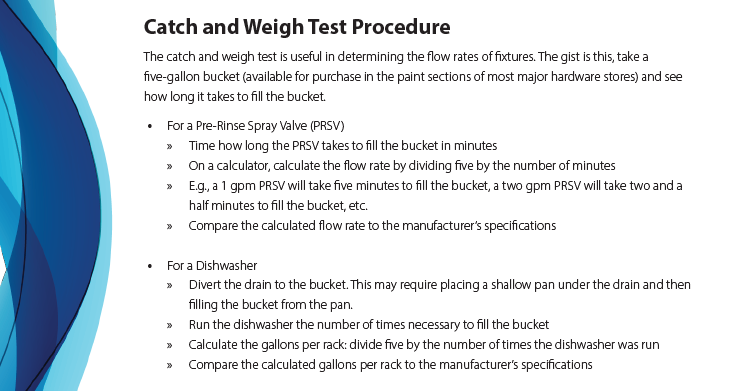 Catch and Weigh Test Procedure
The catch and weigh test is useful in determining the flow rates of fixtures. The gist is this, take a
five-gallon bucket (available for purchase in the paint sections of most major hardware stores) and see
how long it takes to fill the bucket.
• For a Pre-Rinse Spray Valve (PRSV)
» Time how long the PRSV takes to fill the bucket in minutes
» On a calculator, calculate the flow rate by dividing five by the number of minutes
» E.g., a 1 gpm PRSV will take five minutes to fill the bucket, a two gpm PRSV will take two and a
half minutes to fill the bucket, etc.
» Compare the calculated flow rate to the manufacturer's specifications
• For a Dishwasher
» Divert the drain to the bucket. This may require placing a shallow pan under the drain and then
filling the bucket from the pan.
» Run the dishwasher the number of times necessary to fill the bucket
» Calculate the gallons per rack: divide five by the number of times the dishwasher was run
» Compare the calculated gallons per rack to the manufacturer's specifications